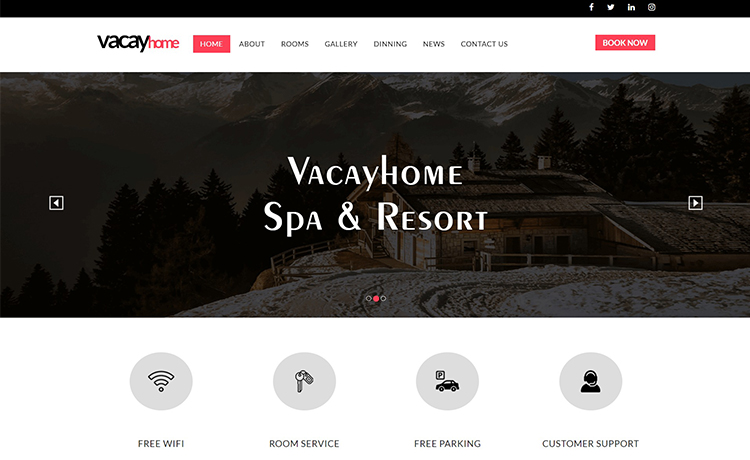 vacayhome HOME ABOUT ROOMS GALLERY DINNING NEWS CONTACT US BOOK NOW
Vacayhome
Spa & Resort
P
FREE WIFI ROOM SERVICE FREE PARKING CUSTOMER SUPPORT